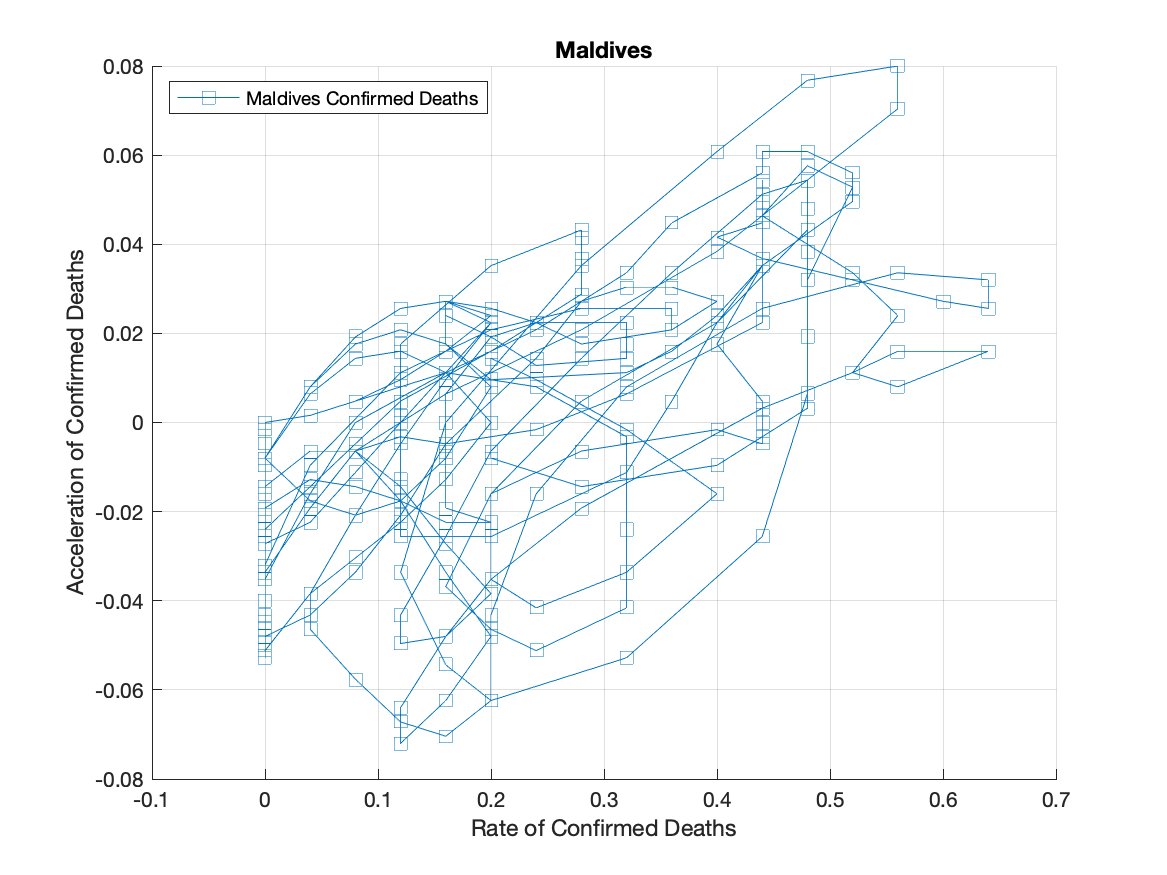 Maldives
Maldives Confirmed Deaths
Acceleration of Confirmed Deaths
0.08
0.06
0.04
0.02
0
-0.02
-0.04
-0.06
-0.08
-0.1 0 0.1 0.2 0.3 0.4 0.5 0.6 0.7
Rate of Confirmed Deaths